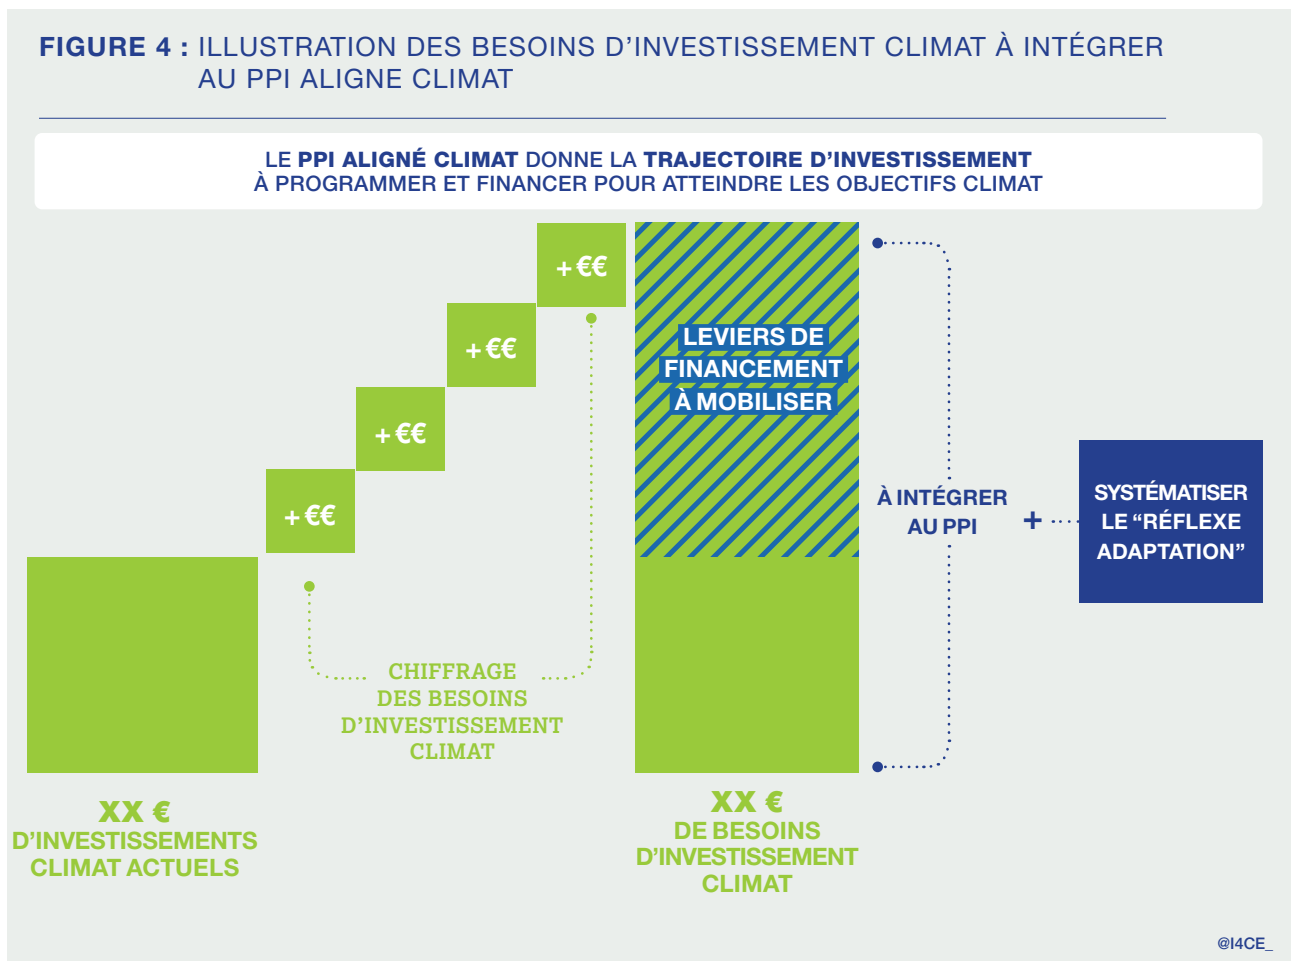 FIGURE 4 : ILLUSTRATION DES BESOINS D’INVESTISSEMENT CLIMAT À INTÉGRER
AU PPI ALIGNE CLIMAT
LE PPI ALIGNÉ CLIMAT DONNE LA TRAJECTOIRE D’INVESTISSEMENT
À PROGRAMMER ET FINANCER POUR ATTEINDRE LES OBJECTIFS CLIMAT
+ €€
+ €€
+ €€
+ €€
LEVIERS DE
FINANCEMENT
À MOBILISER
À INTÉGRER
AU PPI
+
SYSTÉMATISER
LE “RÉFLEXE
ADAPTATION”
CHIFFRAGE
DES BESOINS
D’INVESTISSEMENT
CLIMAT
XX €
D’INVESTISSEMENTS
CLIMAT ACTUELS
XX €
DE BESOINS
D’INVESTISSEMENT
CLIMAT
@I4CE_